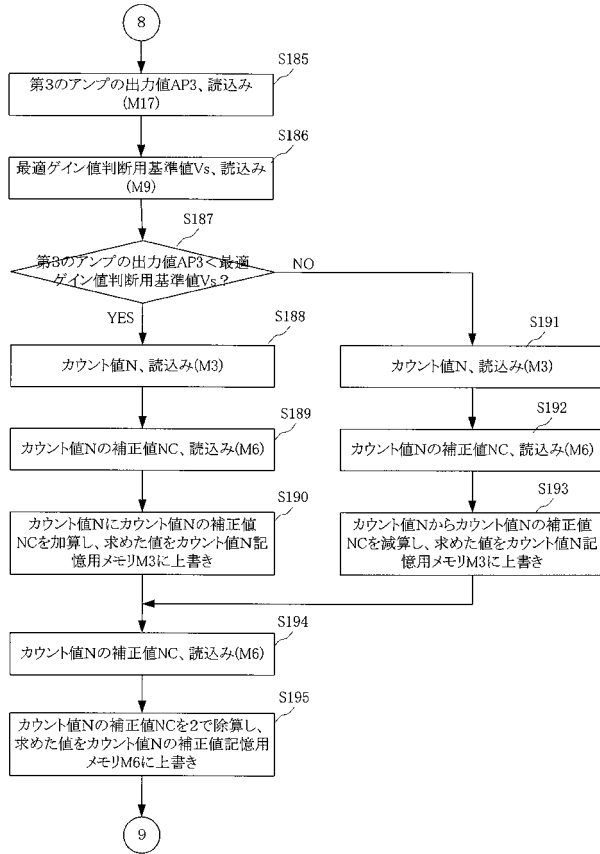 8
S185
第3のアンプの出力値AP3、読込み
(M17)
S186
最適ゲイン値判断用基準値Vs、読込み
(M9)
S187
第3のアンプの出力値AP3<最適
ゲイン値判断用基準値Vs?
NO
YES
S188
カウント値N、読込み(M3)
S191
カウント値N、読込み(M3)
S189
カウント値Nの補正値NC、読込み(M6)
S192
カウント値Nの補正値NC、読込み(M6)
S190
カウント値Nにカウント値Nの補正値
NCを加算し、求めた値をカウント値N記
憶用メモリM3に上書き
S193
カウント値Nからカウント値Nの補正値
NCを減算し、求めた値をカウント値N記
憶用メモリM3に上書き
S194
カウント値Nの補正値NC、読込み(M6)
S195
カウント値Nの補正値NCを2で除算し、
求めた値をカウント値Nの補正値記憶用
メモリM6に上書き
9